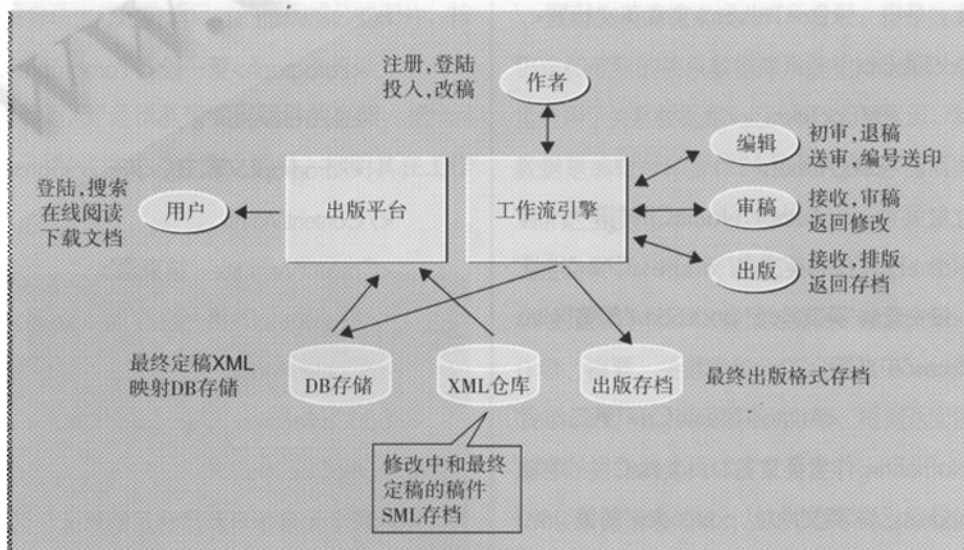 WW.
注册,登陆
投入,改稿
作者
编辑
初审,退稿
送审,编号送印
登陆,搜索
在线阅读
下载文档
用户
出版平台
工作流引擎
审稿
接收,审稿
返回修改
出版
接收,排版
返回存档
最终定稿XML
映射DB存储
DB存储
XML仓库
出版存档
最终出版格式存档
修改中和最终
定稿的稿件
SML存档